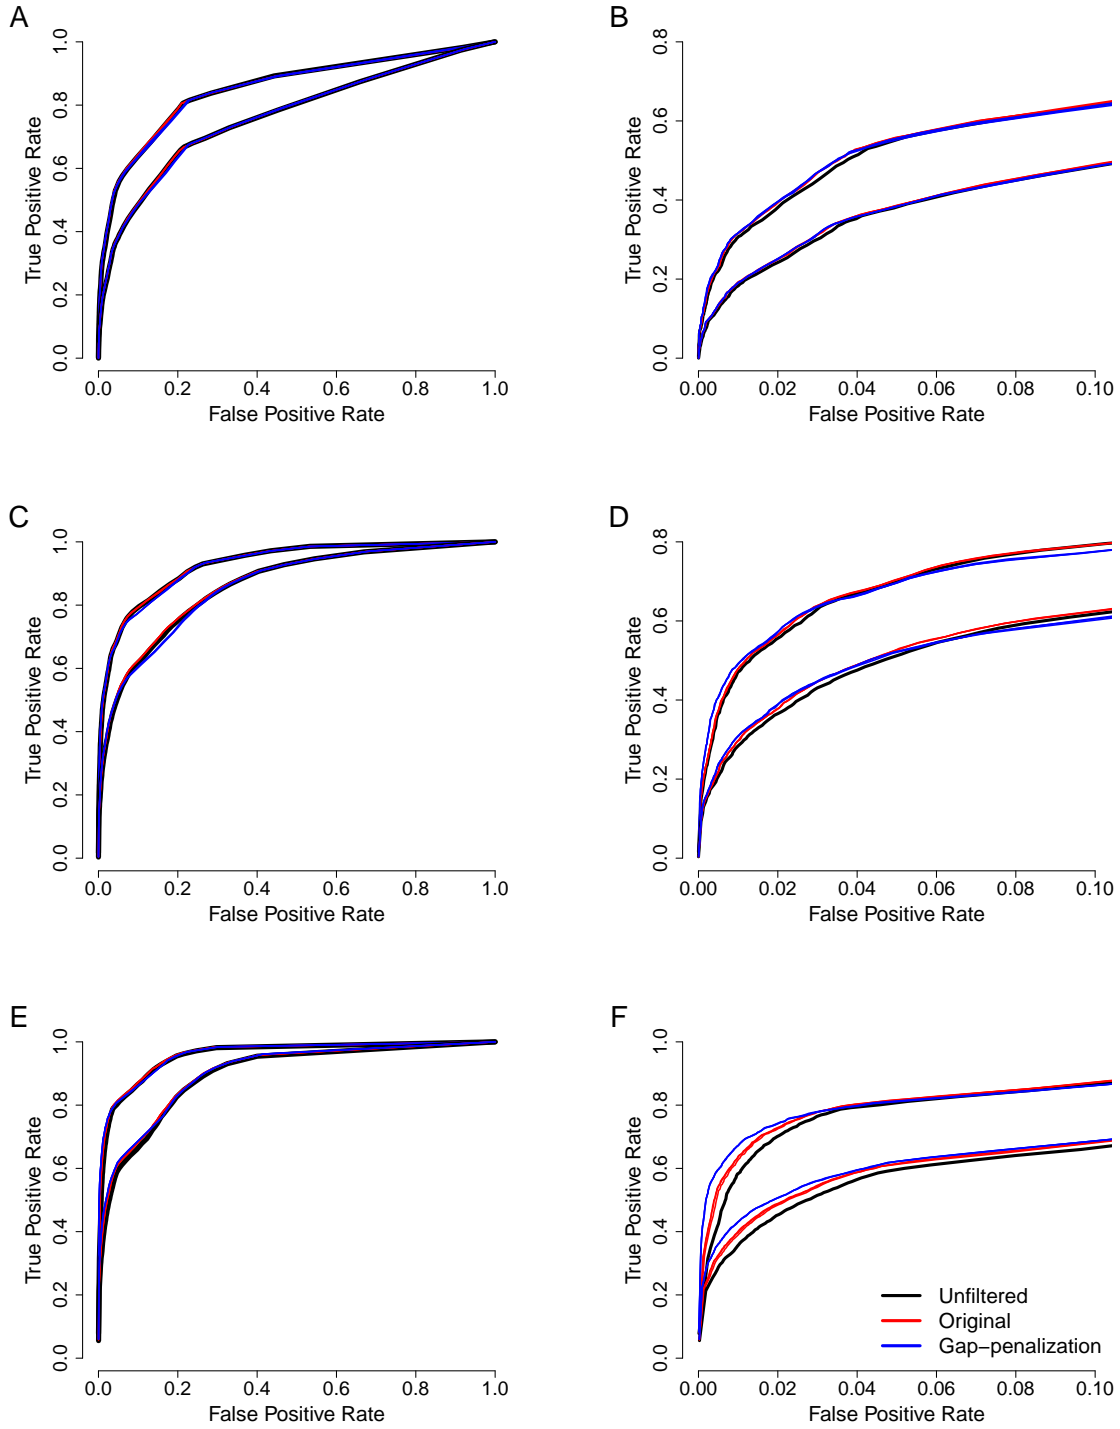 A
True Positive Rate
0.0 0.2 0.4 0.6 0.8 1.0
0.0 0.2 0.4 0.6 0.8 1.0
False Positive Rate
B
True Positive Rate
0.0 0.2 0.4 0.6 0.8
0.00 0.02 0.04 0.06 0.08 0.10
False Positive Rate
C
True Positive Rate
0.0 0.2 0.4 0.6 0.8 1.0
0.0 0.2 0.4 0.6 0.8 1.0
False Positive Rate
D
True Positive Rate
0.0 0.2 0.4 0.6 0.8
0.00 0.02 0.04 0.06 0.08 0.10
False Positive Rate
E
True Positive Rate
0.0 0.2 0.4 0.6 0.8 1.0
0.0 0.2 0.4 0.6 0.8 1.0
False Positive Rate
F
True Positive Rate
0.0 0.2 0.4 0.6 0.8 1.0
Unfiltered
Original
Gap−penalization
0.00 0.02 0.04 0.06 0.08 0.10
False Positive Rate